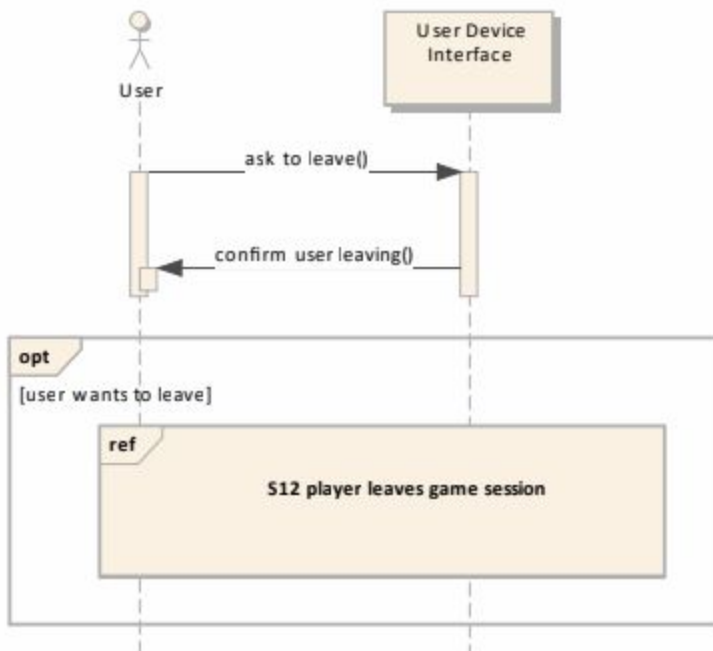 User
User Device
Interface
ask to leave()
confirm user leaving()
opt
[user wants to leave]
ref
S12 player leaves game session